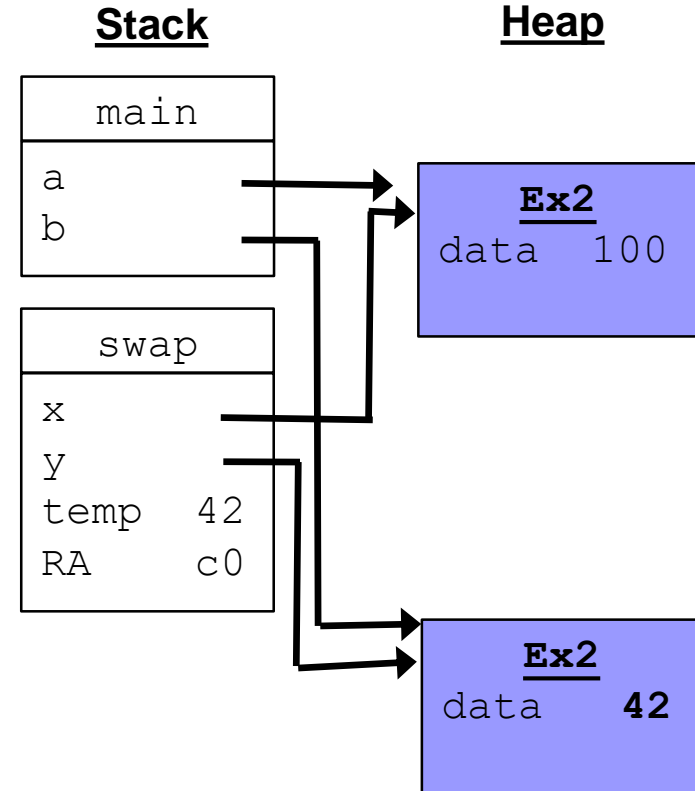 Stack
Heap
main
a
b
Ex2
data 100
swap
x
y
temp 42
RA c0
Ex2
data 42